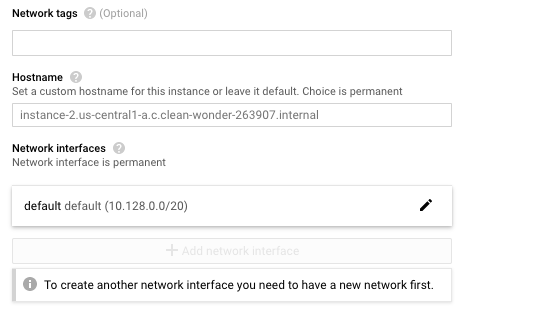 Network tags ? (Optional)
Hostname ?
Set a custom hostname for this instance or leave it default. Choice is permanent
instance-2.us-central1-a.c.clean-wonder-263907.internal
Network interfaces ?
Network interface is permanent
default default (10.128.0.0/20)
+ Add network interface
i To create another network interface you need to have a new network first.